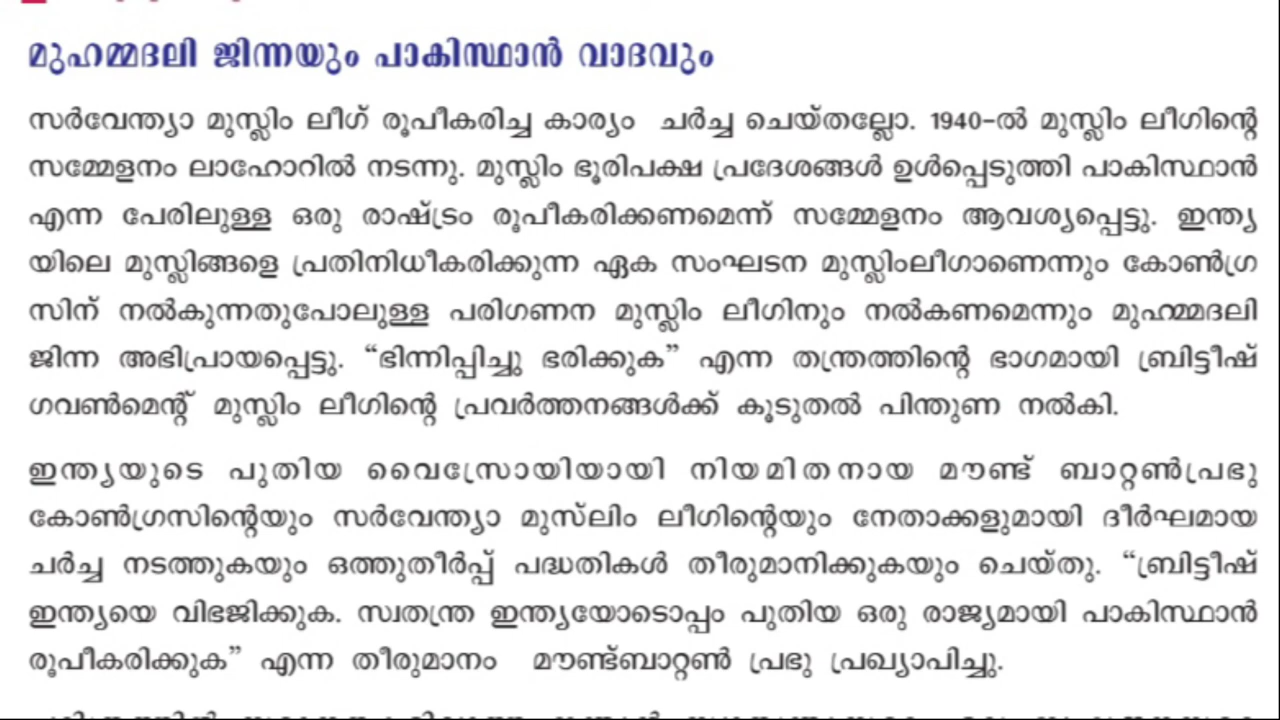 മുഹമ്മദലി ജിന്നയും പാകിസ്ഥാൻ വാദവും
സർവേന്ത്യാ മുസ്ലിം ലീഗ് രൂപീകരിച്ച കാര്യം ചർച്ച ചെയ്തല്ലോ. 1940-ൽ മുസ്ലിം ലീഗിന്റെ
സമ്മേളനം ലാഹോറിൽ നടന്നു. മുസ്ലിം ഭൂരിപക്ഷ പ്രദേശങ്ങൾ ഉൾപ്പെടുത്തി പാകിസ്ഥാൻ
എന്ന പേരിലുള്ള ഒരു രാഷ്ട്രം രൂപീകരിക്കണമെന്ന് സമ്മേളനം ആവശ്യപ്പെട്ടു. ഇന്ത്യ
യിലെ മുസ്ലിങ്ങളെ പ്രതിനിധീകരിക്കുന്ന ഏക സംഘടന മുസ്ലിംലീഗാണെന്നും കോൺഗ്ര
സിന് നൽകുന്നതുപോലുള്ള പരിഗണന മുസ്ലിം ലീഗിനും നൽകണമെന്നും മുഹമ്മദലി
ജിന്ന അഭിപ്രായപ്പെട്ടു. “ഭിന്നിപ്പിച്ചു ഭരിക്കുക” എന്ന തന്ത്രത്തിന്റെ ഭാഗമായി ബ്രിട്ടീഷ്
ഗവൺമെന്റ് മുസ്ലിം ലീഗിന്റെ പ്രവർത്തനങ്ങൾക്ക് കൂടുതൽ പിന്തുണ നൽകി.
ഇന്ത്യയുടെ പുതിയ വൈസ്രോയിയായി നിയമിതനായ മൗണ്ട് ബാറ്റൺപ്രഭു
കോൺഗ്രസിന്റെയും സർവേന്ത്യാ മുസ്‌ലിം ലീഗിന്റെയും നേതാക്കളുമായി ദീർഘമായ
ചർച്ച നടത്തുകയും ഒത്തുതീർപ്പ് പദ്ധതികൾ തീരുമാനിക്കുകയും ചെയ്തു. “ബ്രിട്ടീഷ്
ഇന്ത്യയെ വിഭജിക്കുക. സ്വതന്ത്ര ഇന്ത്യയോടൊപ്പം പുതിയ ഒരു രാജ്യമായി പാകിസ്ഥാൻ
രൂപീകരിക്കുക” എന്ന തീരുമാനം മൗണ്ട്ബാറ്റൺ പ്രഭു പ്രഖ്യാപിച്ചു.